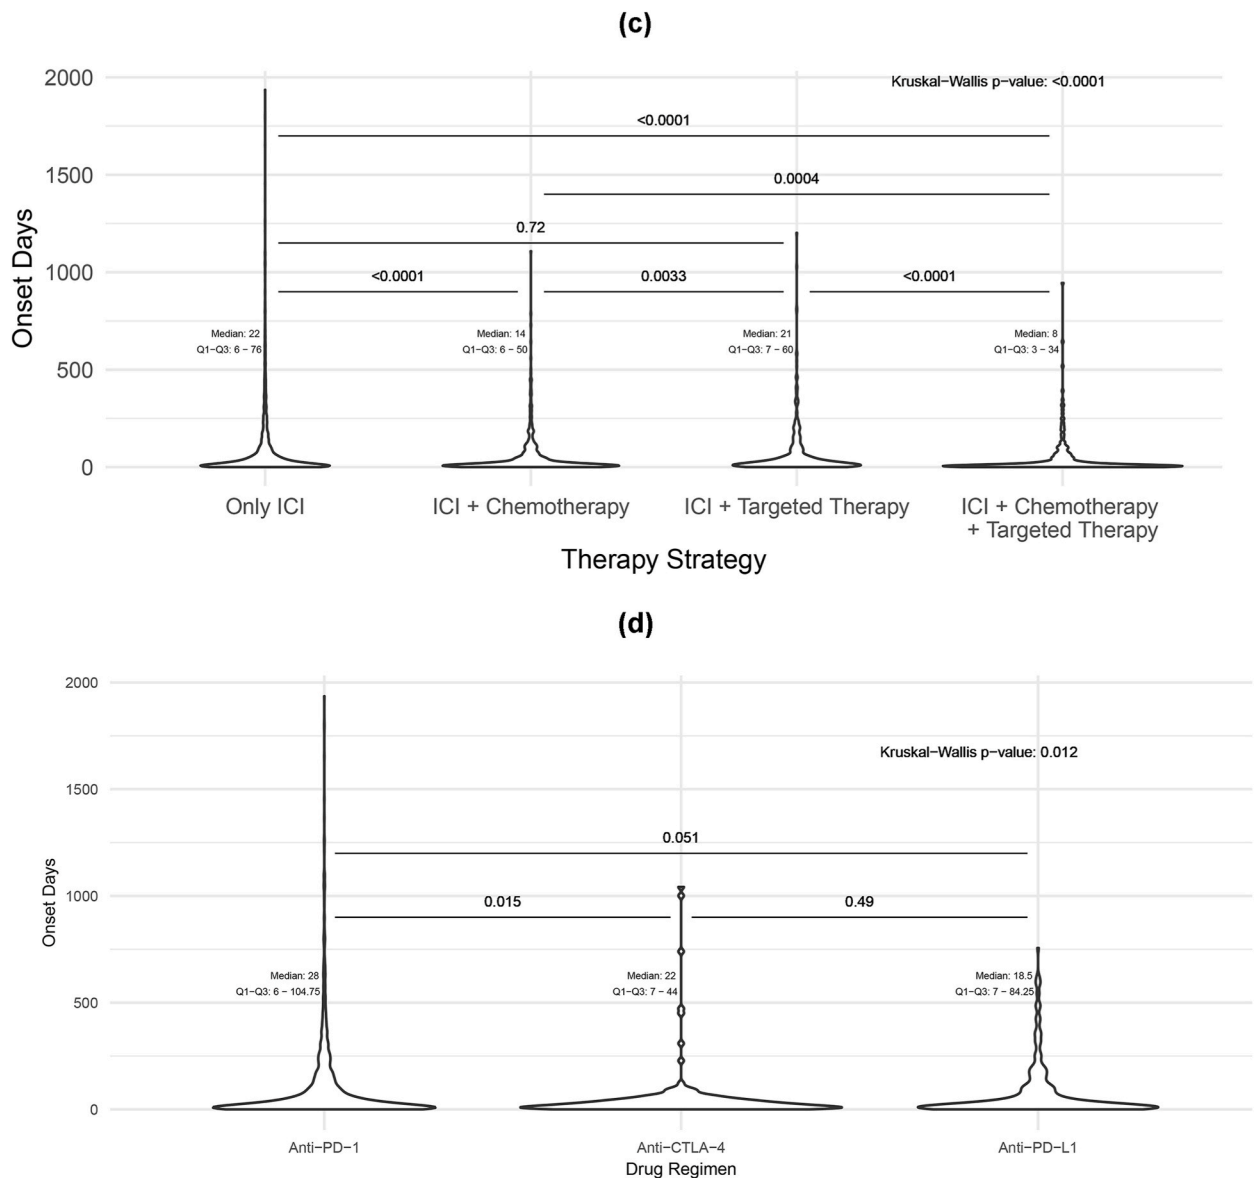 (c)
2000
Kruskal−Wallis p−value: <0.0001
<0.0001
1500
0.0004
0.72
1000
<0.0001
0.0033
<0.0001
Median: 22
Q1−Q3: 6 − 76
Median: 14
Q1−Q3: 6 − 50
Median: 21
Q1−Q3: 7 − 60
Median: 8
Q1−Q3: 3 − 34
500
0
Onset Days
Only ICI
ICI + Chemotherapy
ICI + Targeted Therapy
ICI + Chemotherapy
+ Targeted Therapy
Therapy Strategy
(d)
2000
Kruskal−Wallis p−value: 0.012
1500
0.051
1000
0.015
0.49
Median: 28
Q1−Q3: 6 − 104.75
Median: 22
Q1−Q3: 7 − 44
Median: 18.5
Q1−Q3: 7 − 84.25
500
0
Onset Days
Anti−PD−1
Anti−CTLA−4
Anti−PD−L1
Drug Regimen